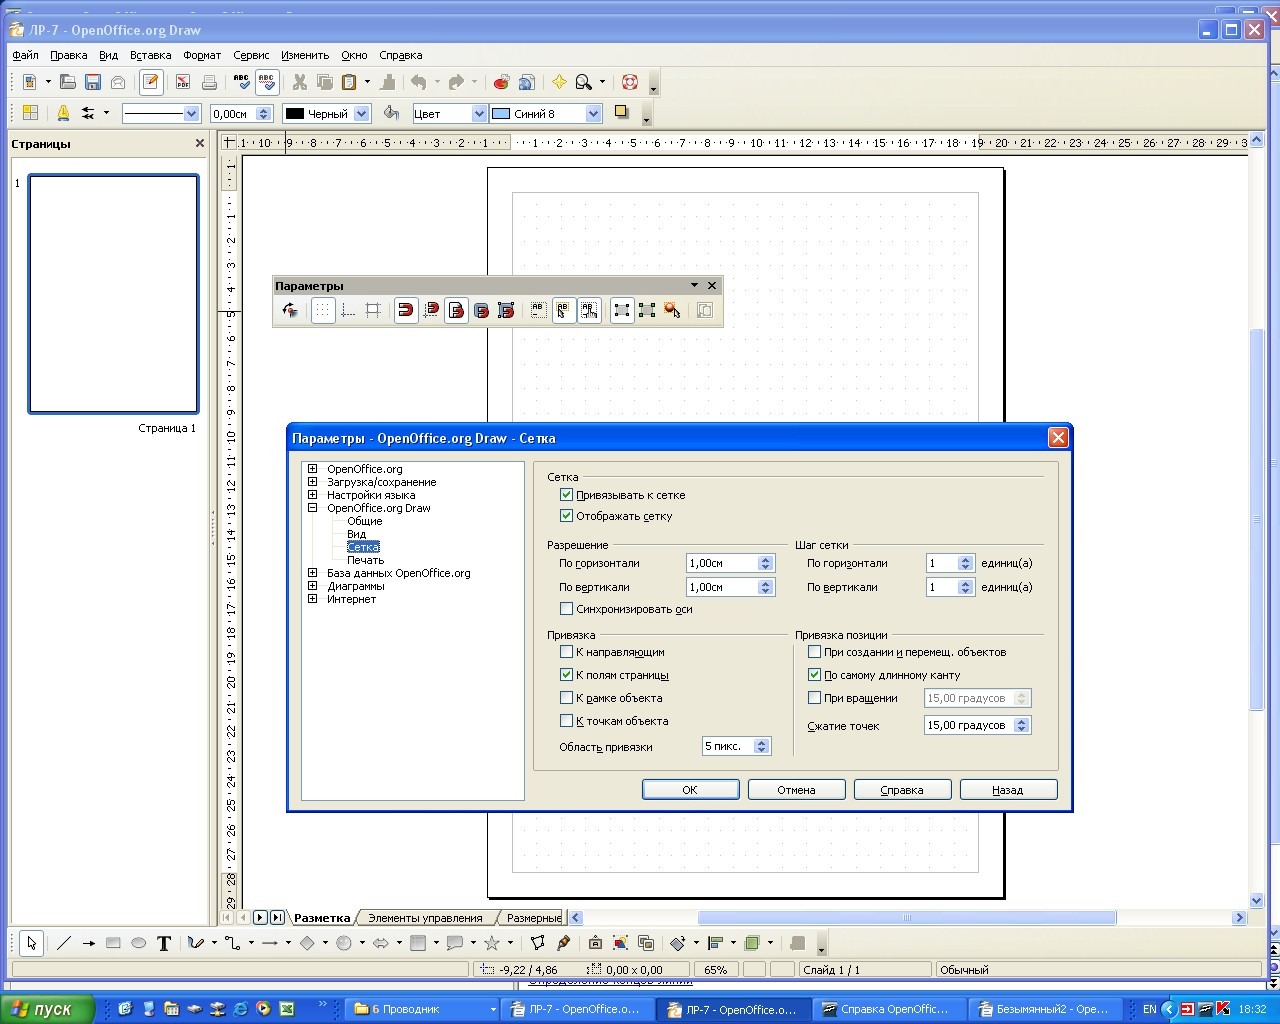 ЛР-7 - OpenOffice.org Draw
Файл Правка Вид Вставка Формат Сервис Изменить Окно Справка
0,00см Черный Цвет Синий 8
Страницы
1
Страница 1
Параметры
Параметры - OpenOffice.org Draw - Сетка
OpenOffice.org
Загрузка/сохранение
Настройки языка
OpenOffice.org Draw
Общие
Вид
Сетка
Печать
База данных OpenOffice.org
Диаграммы
Интернет
Сетка
Привязывать к сетке
Отображать сетку
Разрешение
По горизонтали 1,00см
По вертикали 1,00см
Синхронизировать оси
Шаг сетки
По горизонтали 1 единиц(а)
По вертикали 1 единиц(а)
Привязка
К направляющим
К полям страницы
К рамке объекта
К точкам объекта
Область привязки 5 пикс.
Привязка позиции
При создании и перемещ. объектов
По самому длинному канту
При вращении 15,00 градусов
Сжатие точек 15,00 градусов
ОК Отмена Справка Назад
Разметка Элементы управления Размерные
-9,22 / 4,86 0,00 x 0,00 65% Слайд 1 / 1 Обычный
Определение концы линии
пуск 6 Проводник ЛР-7 - OpenOffice.o... ЛР-7 - OpenOffice.o... Справка OpenOffic... Безымянный2 - Ope... EN 18:32